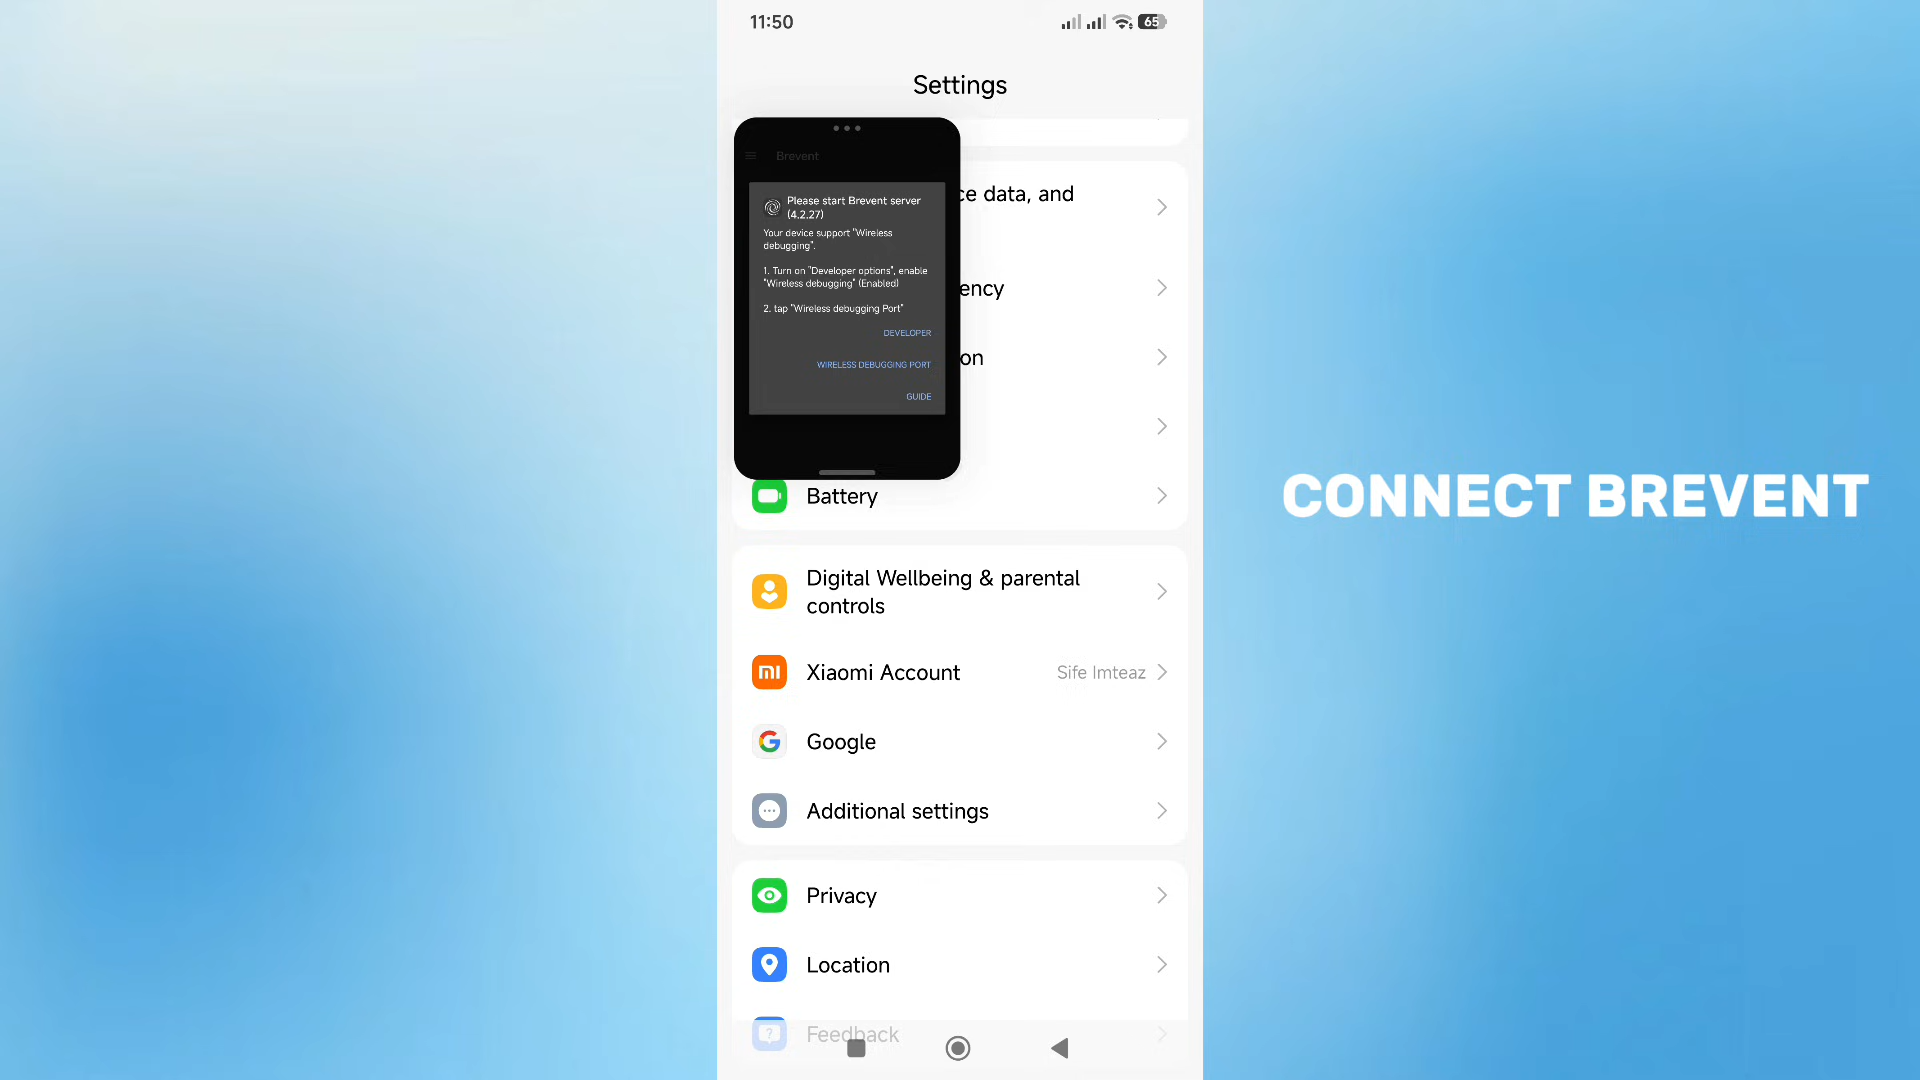 11:50
65
Settings
Brevent
Please start Brevent server
(4.2.27)
Your device support "Wireless
debugging".
1. Turn on "Developer options", enable
"Wireless debugging" (Enabled)
2. tap "Wireless debugging Port"
DEVELOPER
WIRELESS DEBUGGING PORT
GUIDE
ce data, and
ency
on
Battery
Digital Wellbeing & parental
controls
Xiaomi Account
Sife Imteaz
Google
Additional settings
Privacy
Location
Feedback
CONNECT BREVENT